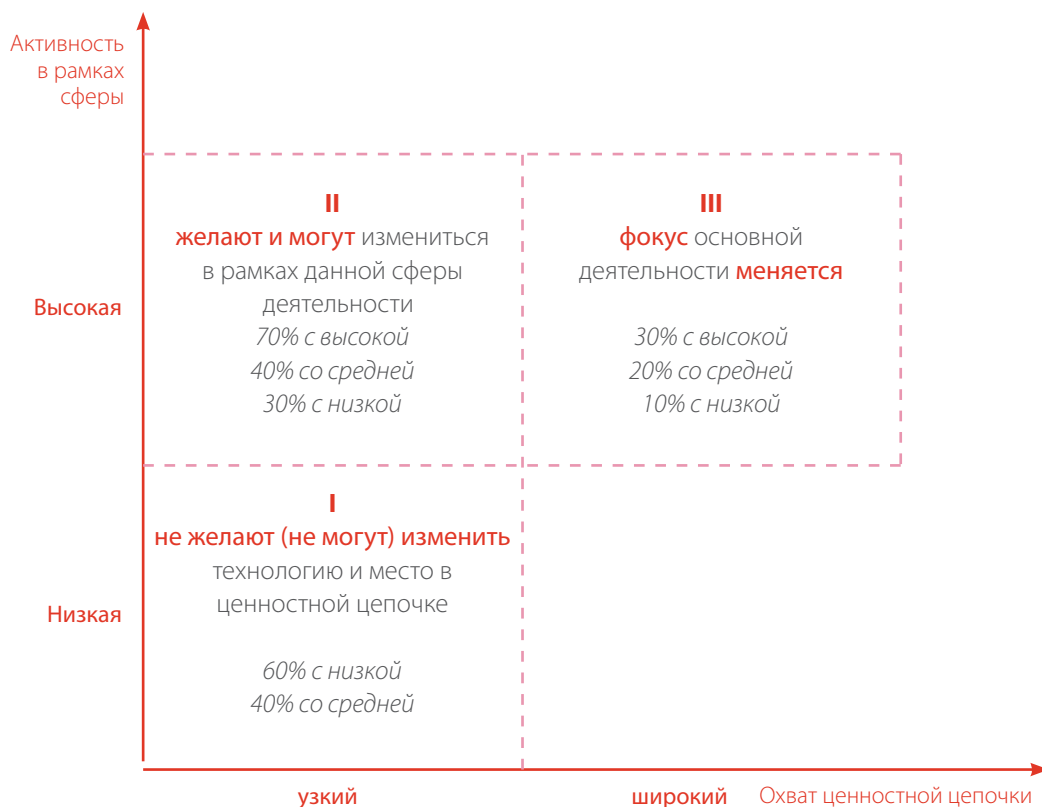 Активность
в рамках
сферы
II
желают и могут измениться
в рамках данной сферы
деятельности
70% с высокой
40% со средней
30% с низкой
III
фокус основной
деятельности меняется
30% с высокой
20% со средней
10% с низкой
Высокая
I
не желают (не могут) изменить
технологию и место в
ценностной цепочке
60% с низкой
40% со средней
Низкая
узкий
широкий
Охват ценностной цепочки